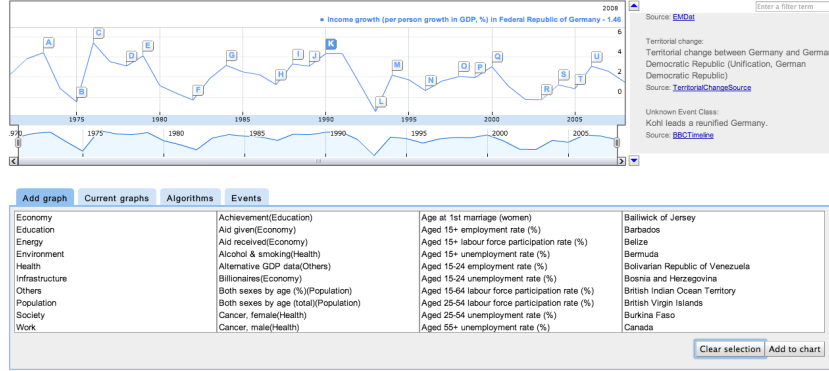 2008
Income growth (per person growth in GDP, %) in Federal Republic of Germany - 1.46
6
4
2
0
A
B
C
D
E
F
G
H
I
J
K
L
M
N
O
P
Q
R
S
T
U
1975 1980 1985 1990 1995 2000 2005
970 1975 1980 1985 1990 1995 2000 2005
Enter a filter term
Source: EMDat
Territorial change:
Territorial change between Germany and Germa
Democratic Republic (Unification, German
Democratic Republic)
Source: TerritorialChangeSource
Unknown Event Class:
Kohl leads a reunified Germany.
Source: BBCTimeline
Add graph Current graphs Algorithms Events
Economy Achievement(Education) Age at 1st marriage (women) Bailiwick of Jersey
Education Aid given(Economy) Aged 15+ employment rate (%) Barbados
Energy Aid received(Economy) Aged 15+ labour force participation rate (%) Belize
Environment Alcohol & smoking(Health) Aged 15+ unemployment rate (%) Bermuda
Health Alternative GDP data(Others) Aged 15-24 employment rate (%) Bolivarian Republic of Venezuela
Infrastructure Billionaires(Economy) Aged 15-24 unemployment rate (%) Bosnia and Herzegovina
Others Both sexes by age (%)(Population) Aged 15-64 labour force participation rate (%) British Indian Ocean Territory
Population Both sexes by age (total)(Population) Aged 25-54 labour force participation rate (%) British Virgin Islands
Society Cancer, female(Health) Aged 25-54 unemployment rate (%) Burkina Faso
Work Cancer, male(Health) Aged 55+ unemployment rate (%) Canada
Clear selection Add to chart